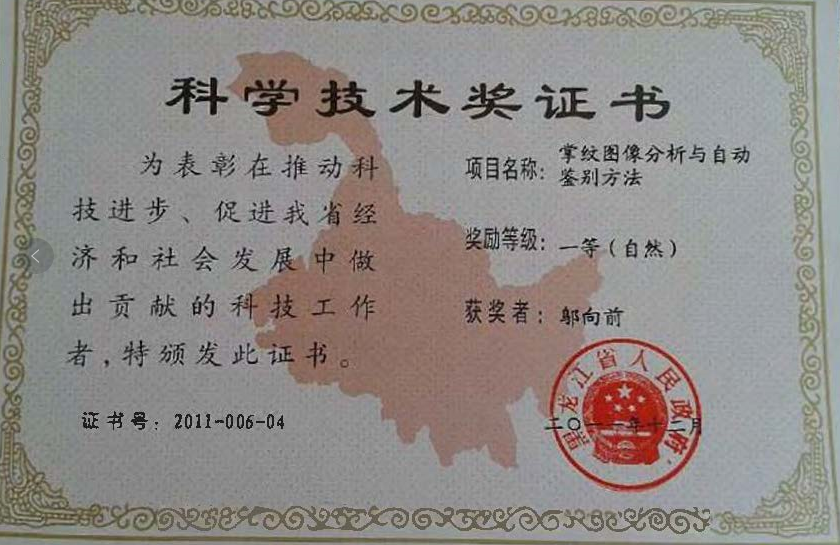 科学技术奖证书
为表彰在推动科
技进步、促进我省经
济和社会发展中做
出贡献的科技工作
者,特颁发此证书。
证书号: 2011-006-04
项目名称: 掌纹图像分析与自动
鉴别方法
奖励等级: 一等(自然)
获奖者: 邬向前
黑龙江省人民政府
二〇一一年十二月